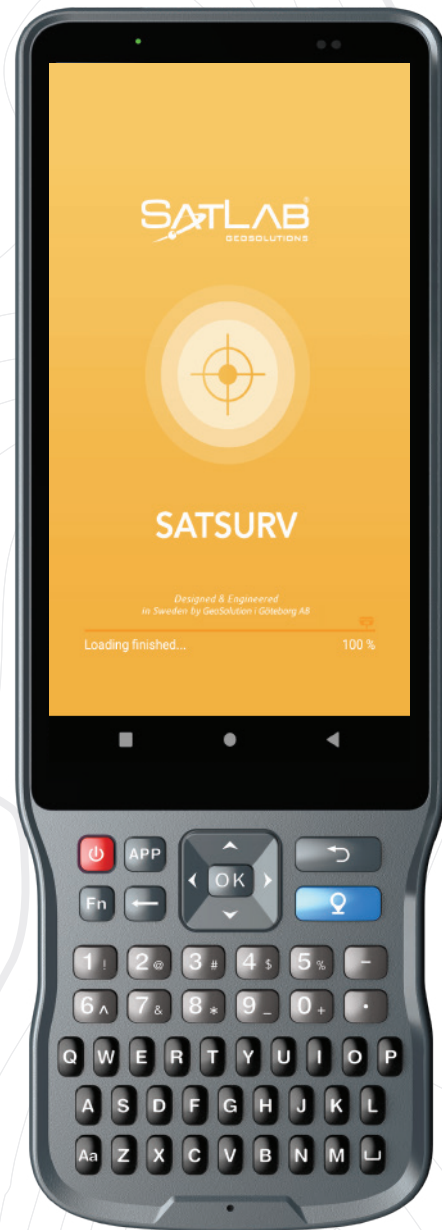 SATLAB
GEOSOLUTIONS
SATSURV
Designed & Engineered
in Sweden by GeoSolution i Göteborg AB
Loading finished... 100 %
APP
OK
Fn
1 ! 2 @ 3 # 4 $ 5 % -
6 ^ 7 & 8 * 9 _ 0 + .
Q W E R T Y U I O P
A S D F G H J K L
Aa Z X C V B N M